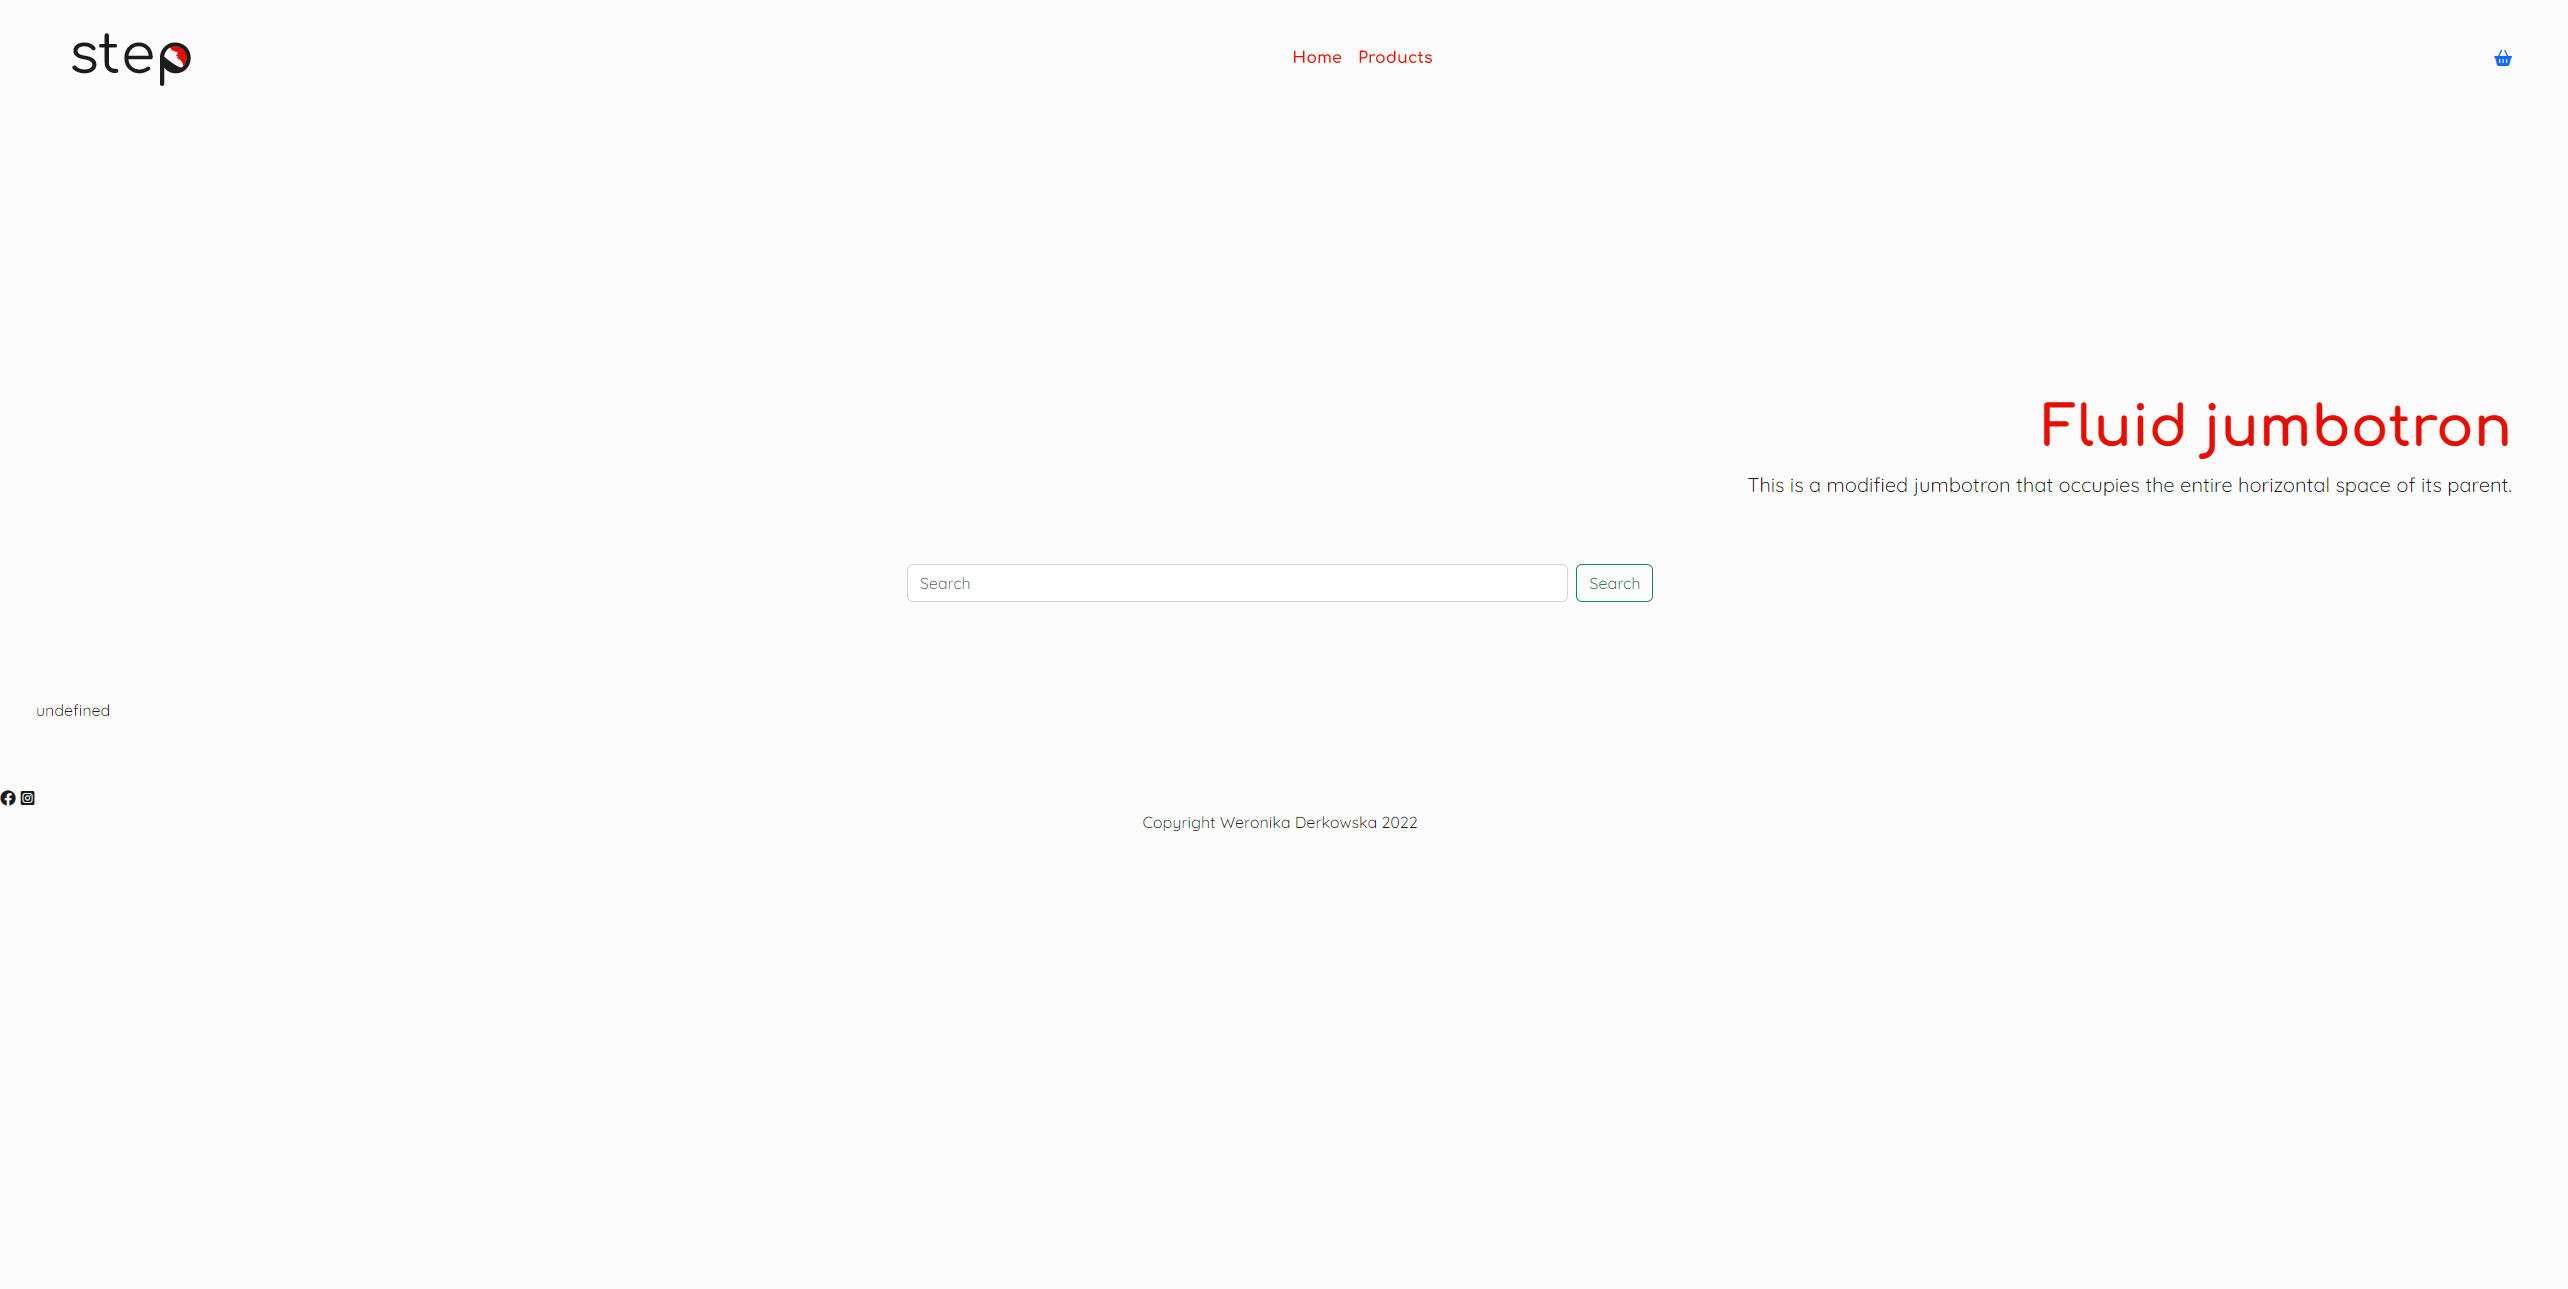 step
Home Products
Fluid jumbotron
This is a modified jumbotron that occupies the entire horizontal space of its parent.
Search Search
undefined
Copyright Weronika Derkowska 2022